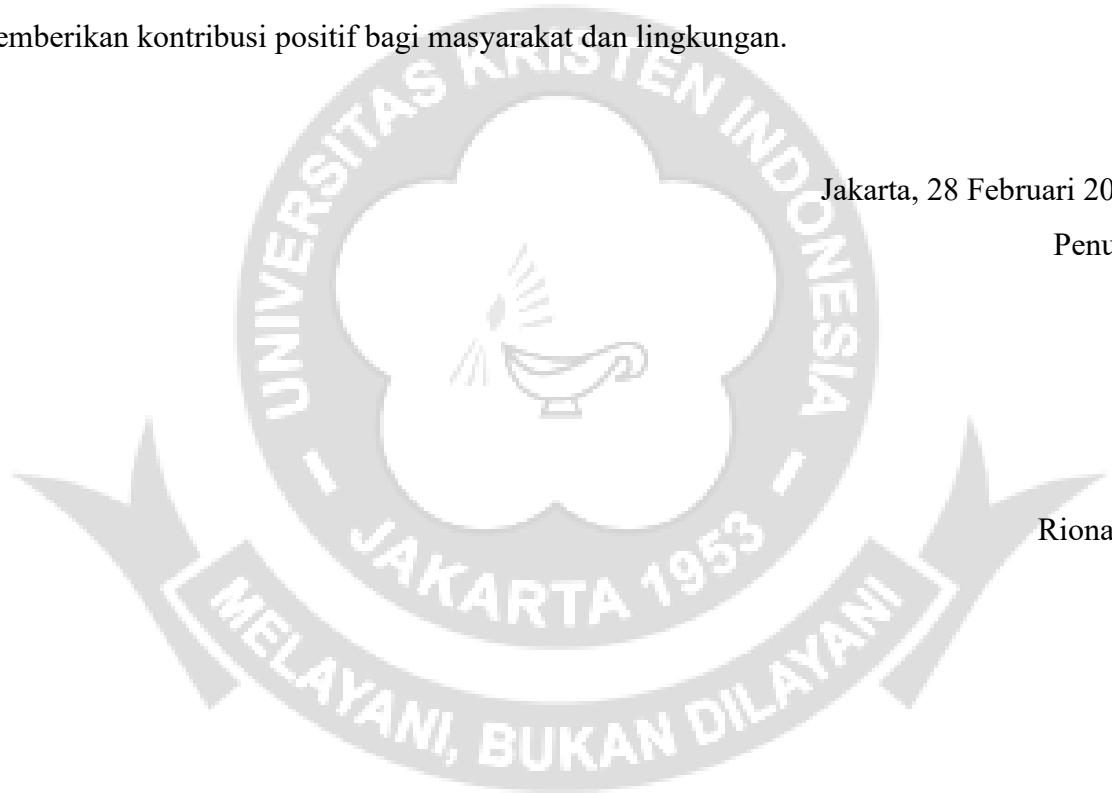 emberikan kontribusi positif bagi masyarakat dan lingkungan.
UNIVERSITAS KRISTEN INDONESIA
Jakarta, 28 Februari 20
Penu
Riona
JAKARTA 1953
MELAYANI, BUKAN DILAYANI